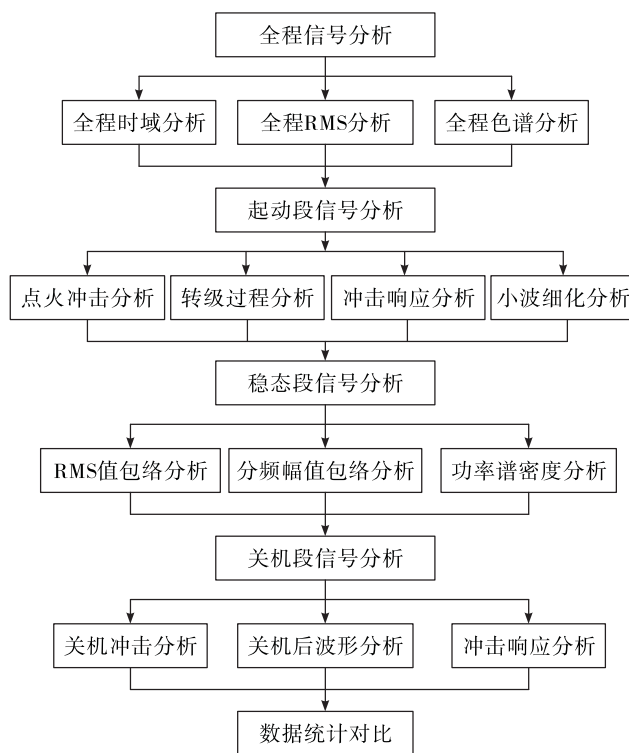 全程信号分析
全程时域分析
全程RMS分析
全程色谱分析
起动段信号分析
点火冲击分析
转级过程分析
冲击响应分析
小波细化分析
稳态段信号分析
RMS值包络分析
分频幅值包络分析
功率谱密度分析
关机段信号分析
关机冲击分析
关机后波形分析
冲击响应分析
数据统计对比